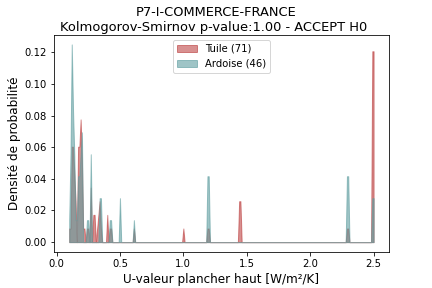 P7-I-COMMERCE-FRANCE
Kolmogorov-Smirnov p-value:1.00 - ACCEPT H0
Tuile (71)
Ardoise (46)
Densité de probabilité
0.12
0.10
0.08
0.06
0.04
0.02
0.00
0.0 0.5 1.0 1.5 2.0 2.5
U-valeur plancher haut [W/m²/K]